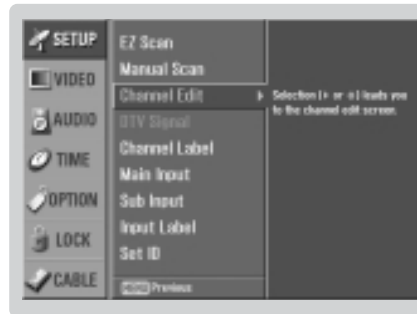 SETUP
VIDEO
AUDIO
TIME
OPTION
LOCK
CABLE
EZ Scan
Manual Scan
Channel Edit
DTV Signal
Channel Label
Main Input
Sub Input
Input Label
Set ID
MENU Previous
Selection (▶ or ⊙) leads you
to the channel edit screen.